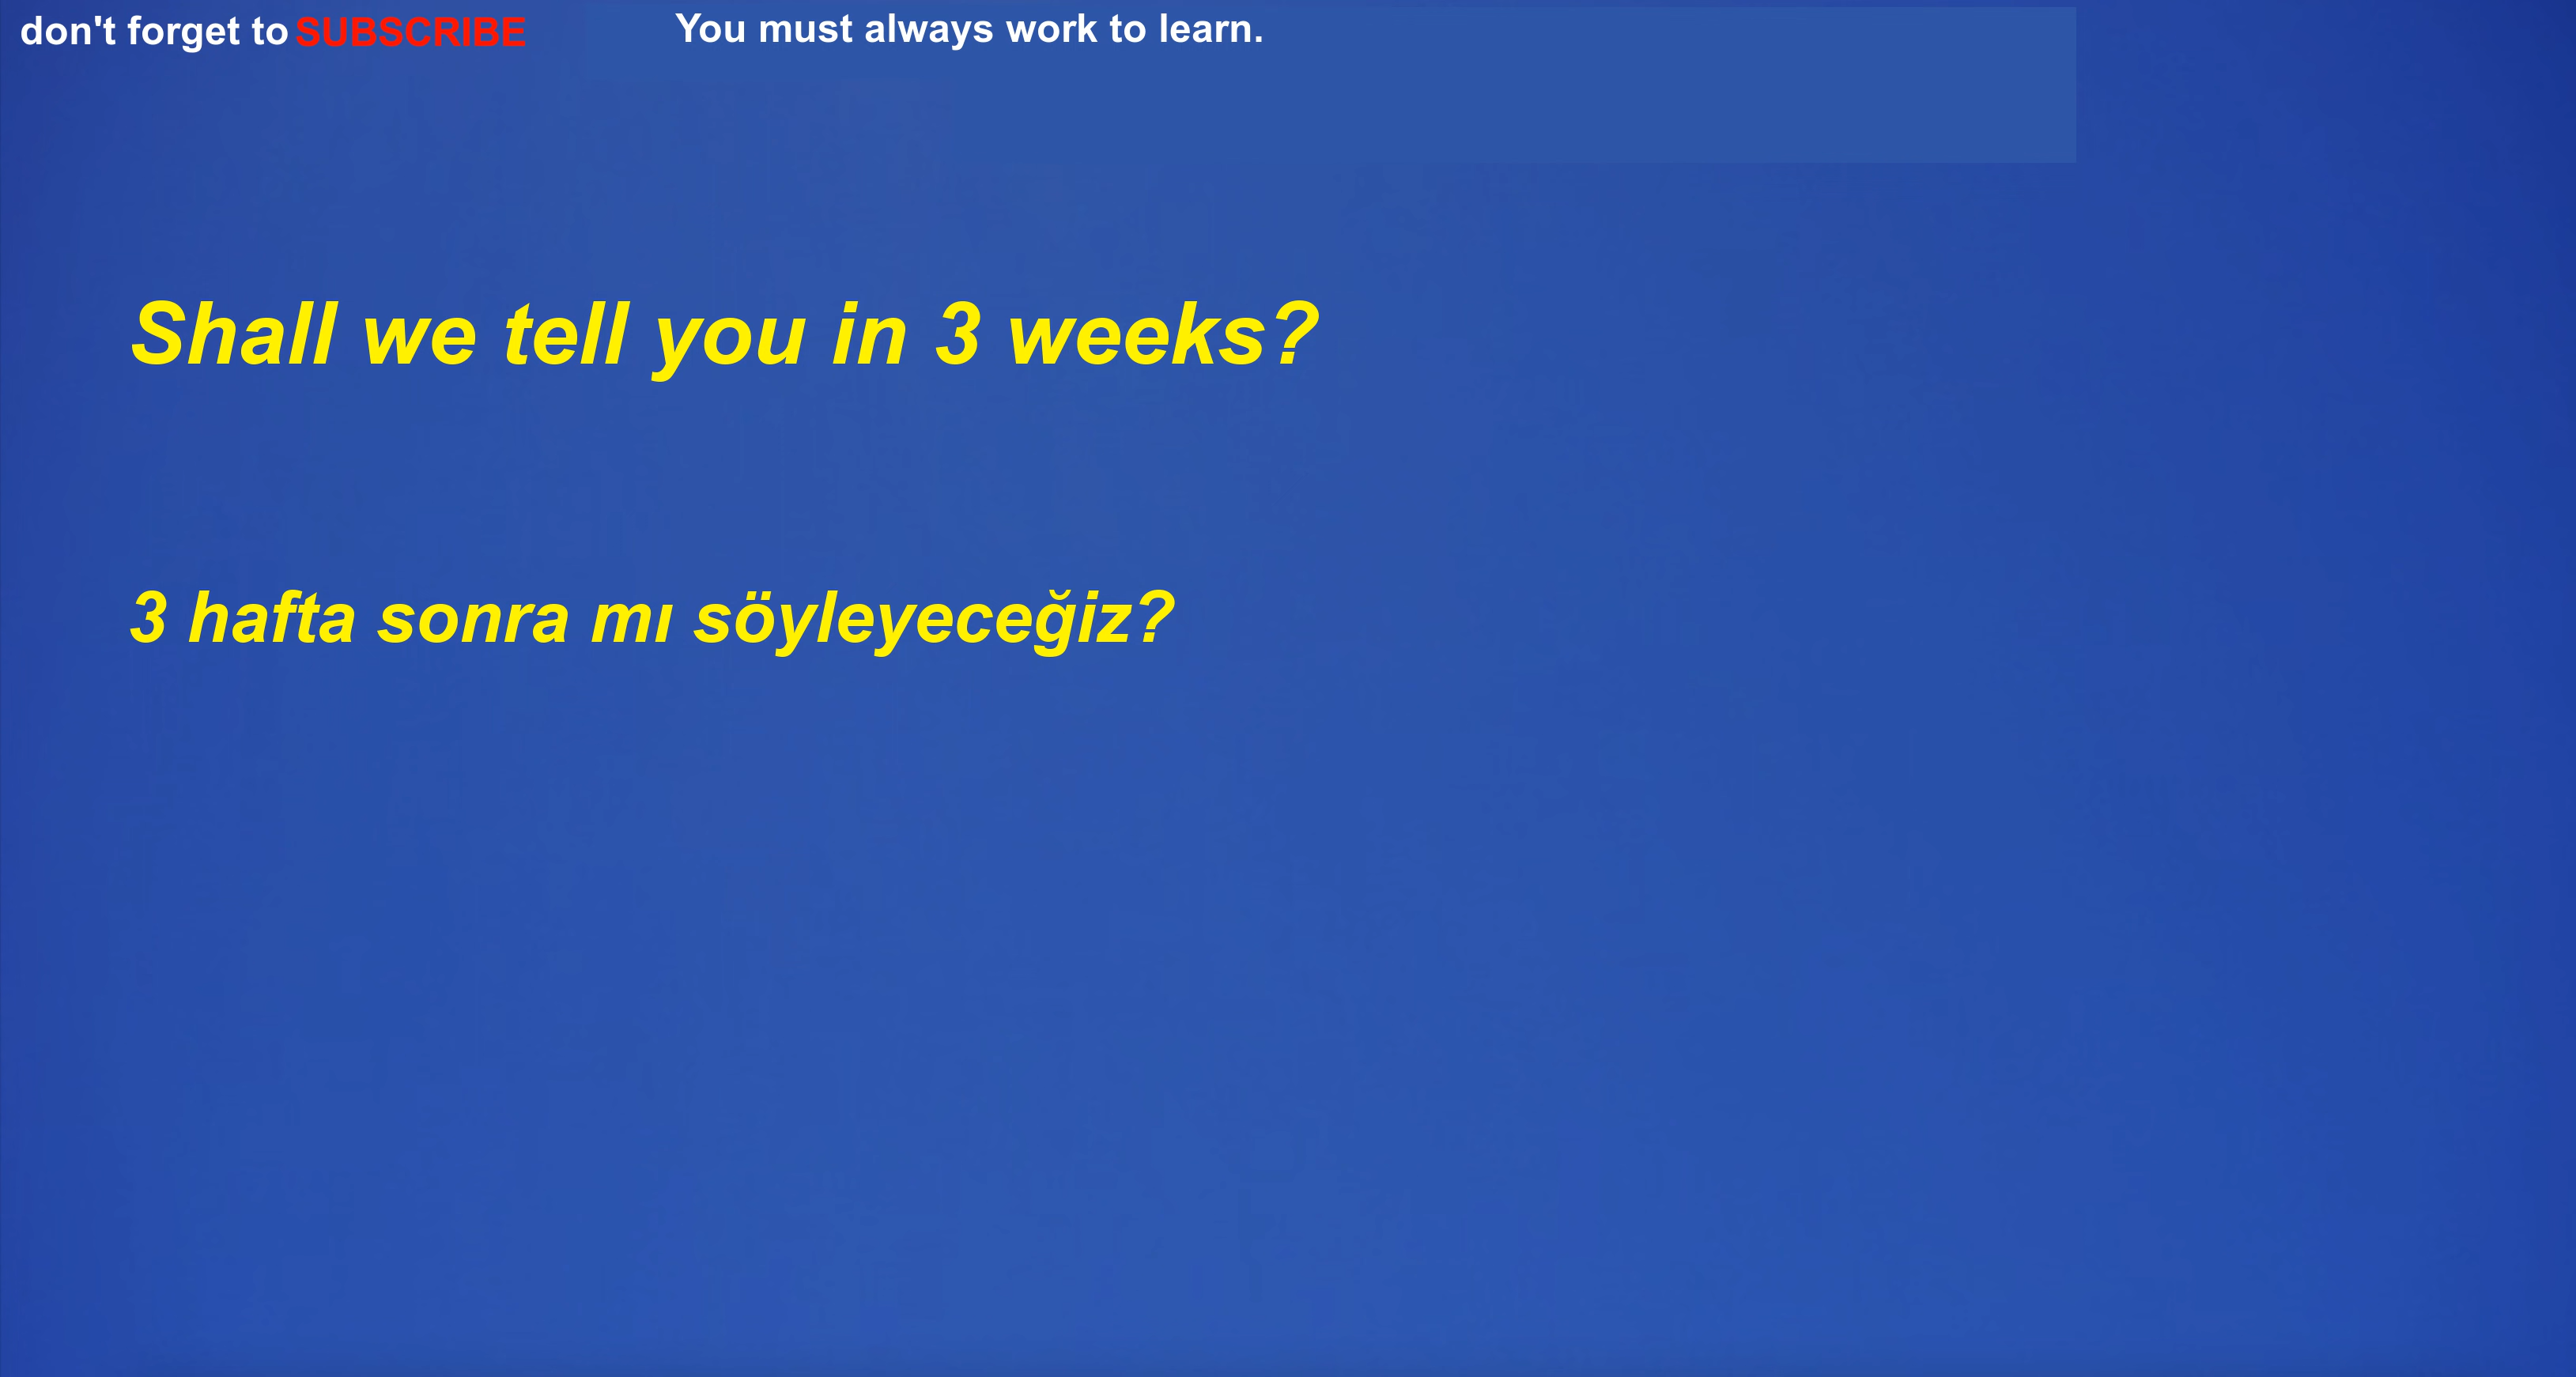 don't forget to SUBSCRIBE
You must always work to learn.
Shall we tell you in 3 weeks?
3 hafta sonra mı söyleyeceğiz?